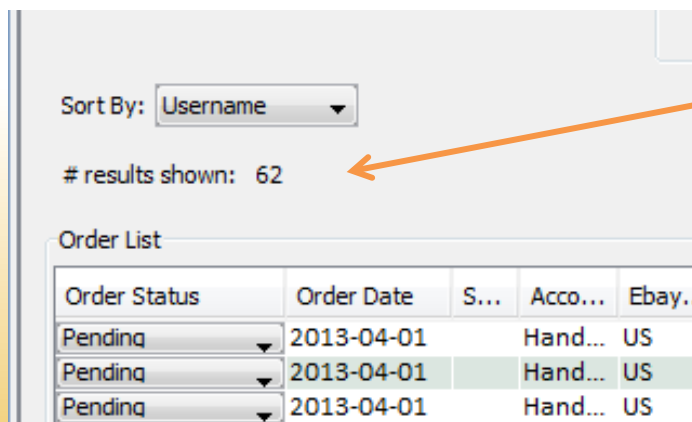 Sort By: Username
# results shown: 62
Order List
Order Status Order Date S... Acco... Ebay...
Pending 2013-04-01 Hand... US
Pending 2013-04-01 Hand... US
Pending 2013-04-01 Hand... US